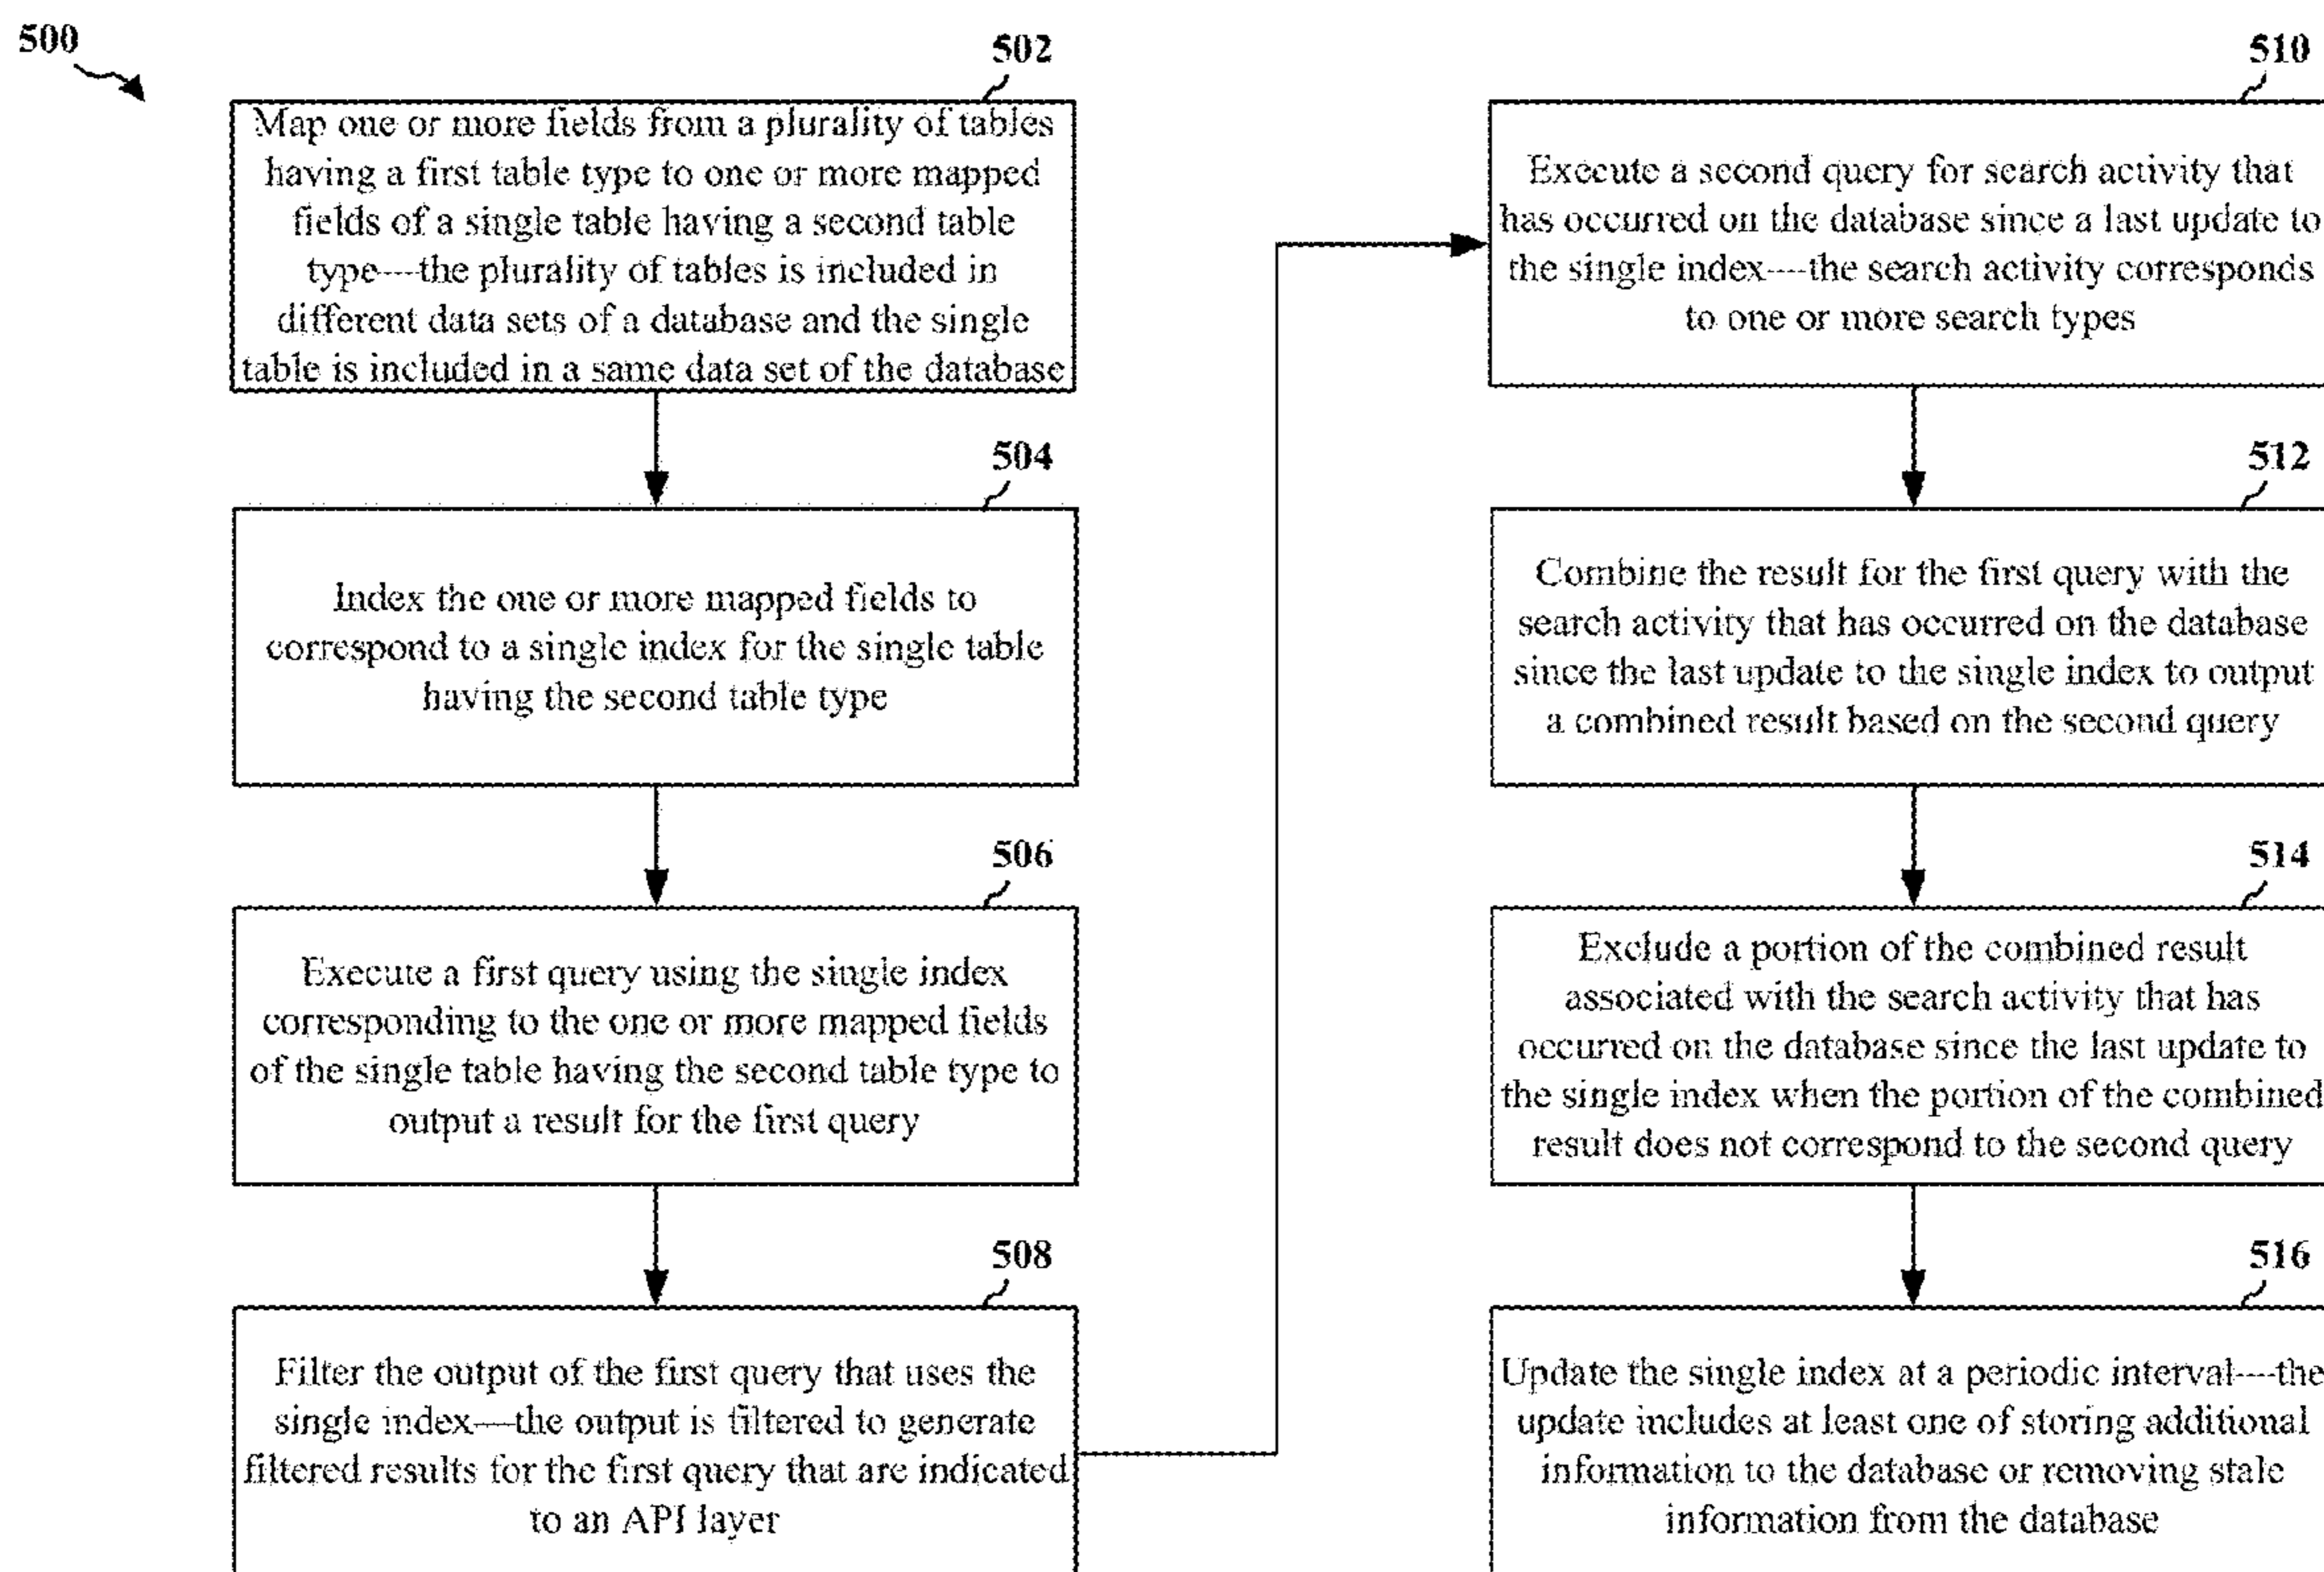 500
502
Map one or more fields from a plurality of tables
having a first table type to one or more mapped
fields of a single table having a second table
type----the plurality of tables is included in
different data sets of a database and the single
table is included in a same data set of the database
504
Index the one or more mapped fields to
correspond to a single index for the single table
having the second table type
506
Execute a first query using the single index
corresponding to the one or more mapped fields
of the single table having the second table type to
output a result for the first query
508
Filter the output of the first query that uses the
single index—the output is filtered to generate
filtered results for the first query that are indicated
to an API layer
510
Execute a second query for search activity that
has occurred on the database since a last update to
the single index----the search activity corresponds
to one or more search types
512
Combine the result for the first query with the
search activity that has occurred on the database
since the last update to the single index to output
a combined result based on the second query
514
Exclude a portion of the combined result
associated with the search activity that has
occurred on the database since the last update to
the single index when the portion of the combined
result does not correspond to the second query
516
Update the single index at a periodic interval----the
update includes at least one of storing additional
information to the database or removing stale
information from the database